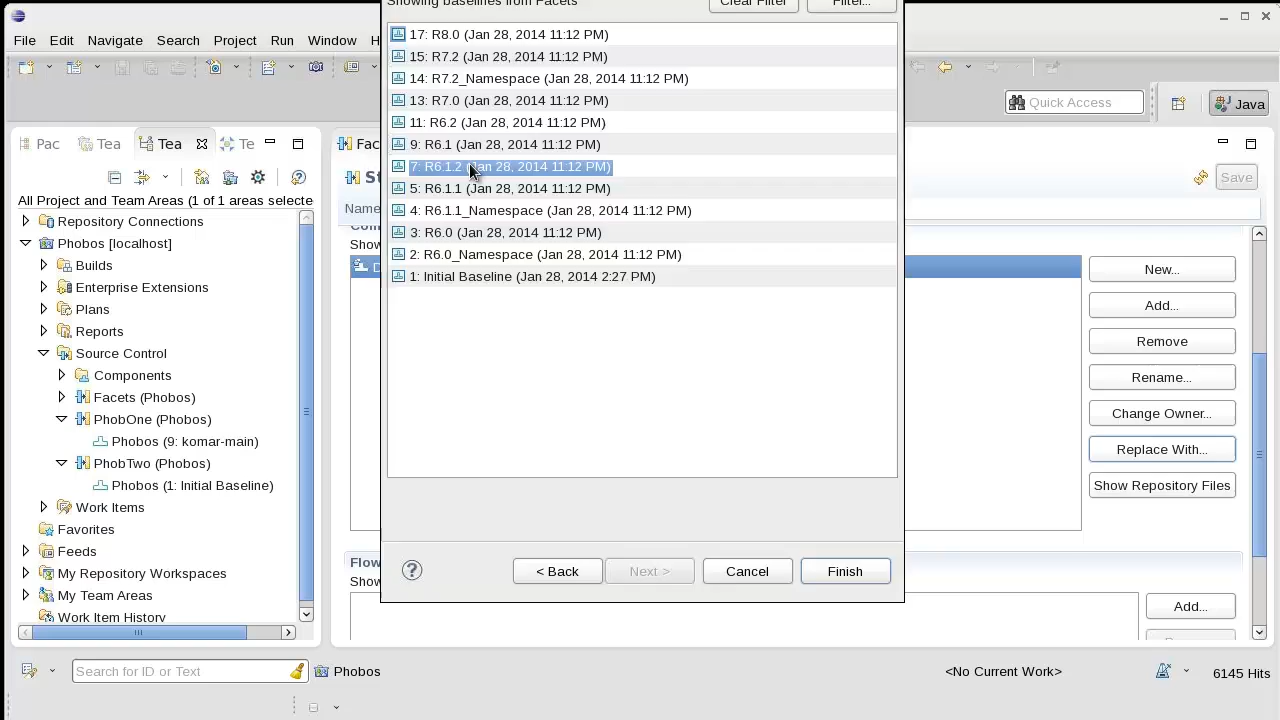 Showing baselines from Facets
Clear Filter
Filter...
17: R8.0 (Jan 28, 2014 11:12 PM)
15: R7.2 (Jan 28, 2014 11:12 PM)
14: R7.2_Namespace (Jan 28, 2014 11:12 PM)
13: R7.0 (Jan 28, 2014 11:12 PM)
11: R6.2 (Jan 28, 2014 11:12 PM)
9: R6.1 (Jan 28, 2014 11:12 PM)
7: R6.1.2 (Jan 28, 2014 11:12 PM)
5: R6.1.1 (Jan 28, 2014 11:12 PM)
4: R6.1.1_Namespace (Jan 28, 2014 11:12 PM)
3: R6.0 (Jan 28, 2014 11:12 PM)
2: R6.0_Namespace (Jan 28, 2014 11:12 PM)
1: Initial Baseline (Jan 28, 2014 2:27 PM)
< Back
Next >
Cancel
Finish
File Edit Navigate Search Project Run Window H
Quick Access
Java
Pac
Tea
Tea
Te
All Project and Team Areas (1 of 1 areas selecte
Repository Connections
Phobos [localhost]
Builds
Enterprise Extensions
Plans
Reports
Source Control
Components
Facets (Phobos)
PhobOne (Phobos)
Phobos (9: komar-main)
PhobTwo (Phobos)
Phobos (1: Initial Baseline)
Work Items
Favorites
Feeds
My Repository Workspaces
My Team Areas
Work Item History
Fac
St
Save
Name
Show
New...
Add...
Remove
Rename...
Change Owner...
Replace With...
Show Repository Files
Flow
Show
Add...
Search for ID or Text
Phobos
<No Current Work>
6145 Hits